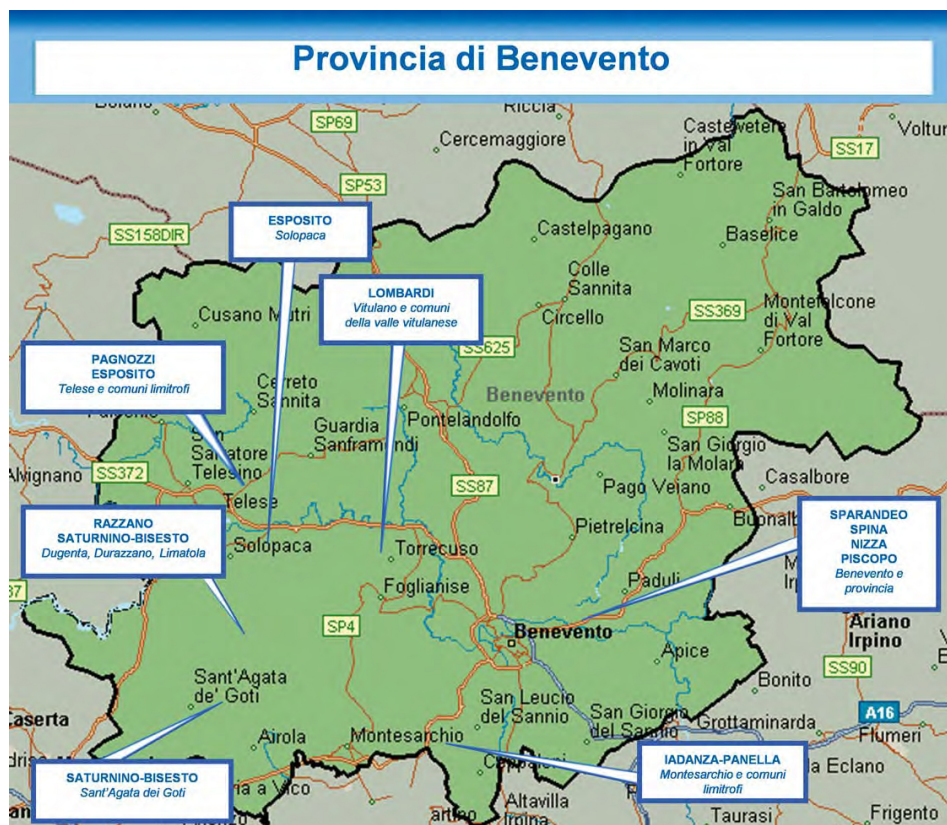 Provincia di Benevento
Riccia
SP69
Cercemaggiore
in Val
Fortore
SS17
SP53
San Bartolomeo
in Galdo
ESPOSITO
Solopaca
SS158DIR
Castelpagano
Baselice
LOMBARDI
Vitulano e comuni
della valle vitulanese
Colle
Sannita
Circello
SS369
Montefalcone
di Val
Fortore
Cusano Mutri
SS625
San Marco
dei Cavoti
PAGNOZZI
ESPOSITO
Telese e comuni limitrofi
Cerreto
Sannita
Benevento
Molinara
Pontelandolfo
SP88
Guardia
Sanframondi
San Giorgio
la Molara
Salvatore
Telesino
Alvignano
SS372
SS87
Pago Veiano
Casalbore
Telese
RAZZANO
SATURNINO-BISESTO
Dugenta, Durazzano, Limatola
Pietrelcina
SPARANDEO
SPINA
NIZZA
PISCOPO
Benevento e
provincia
Solopaca
Torrecuso
Foglianise
Paduli
SP4
Benevento
Ariano
Irpino
Apice
SS90
Sant'Agata
de' Goti
Bonito
San Leucio
del Sannio
San Giorgio
del Sannio
A16
Grottaminarda
Flumeri
Airola
Montesarchio
SATURNINO-BISESTO
Sant'Agata dei Goti
IADANZA-PANELLA
Montesarchio e comuni
limitrofi
Altavilla
Irpina
Taurasi
Frigento